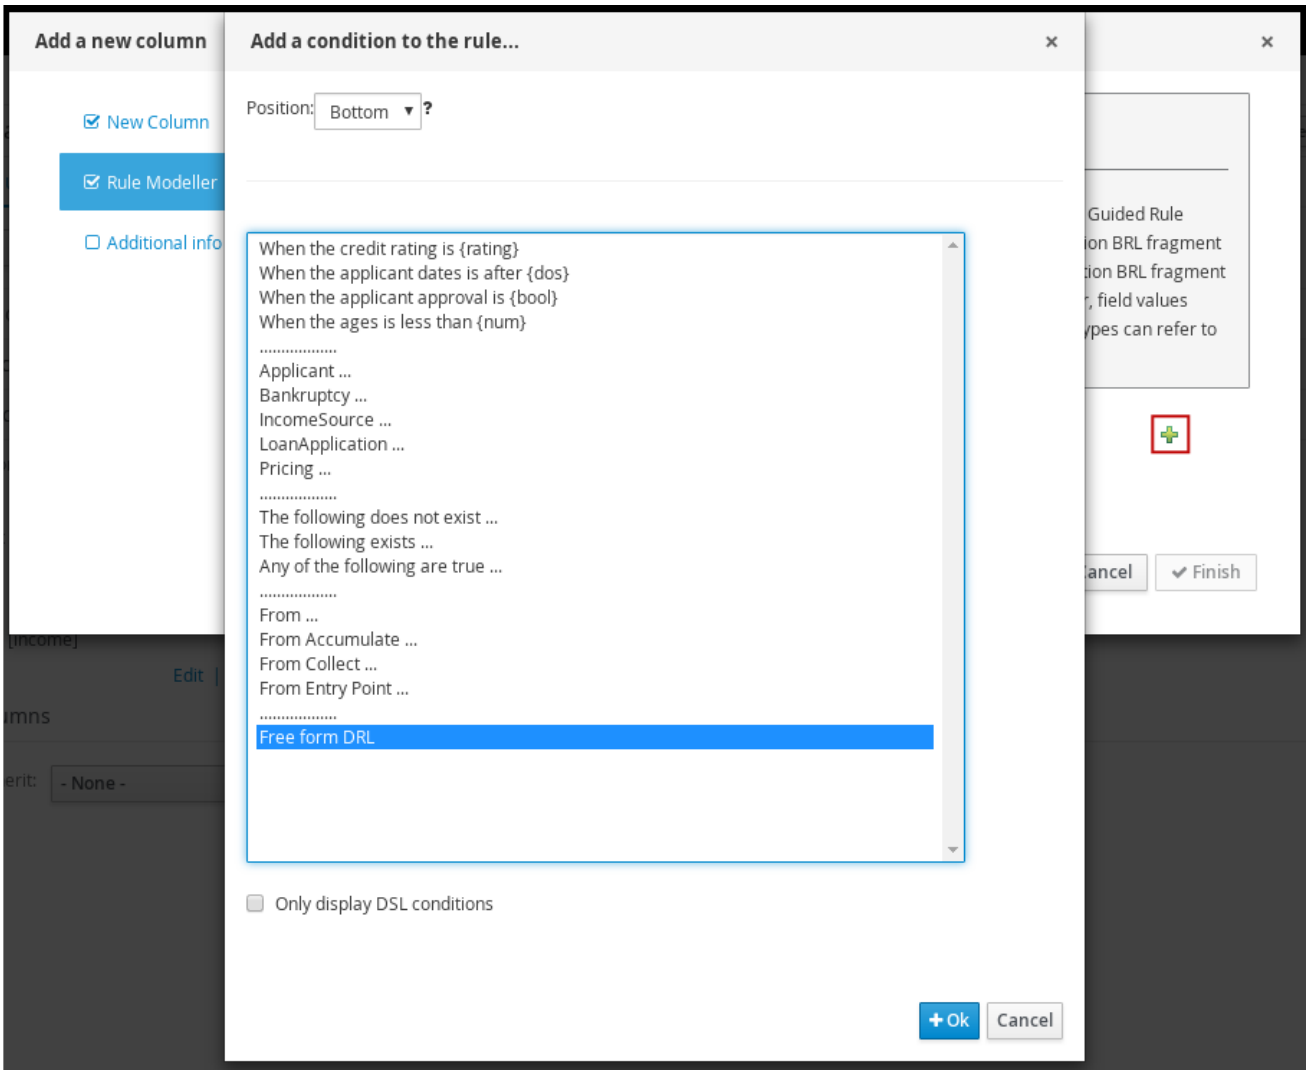 Add a new column
Add a condition to the rule...
New Column
Rule Modeller
Additional info
Position: Bottom ?
When the credit rating is {rating}
When the applicant dates is after {dos}
When the applicant approval is {bool}
When the ages is less than {num}
..................
Applicant ...
Bankruptcy ...
IncomeSource ...
LoanApplication ...
Pricing ...
..................
The following does not exist ...
The following exists ...
Any of the following are true ...
..................
From ...
From Accumulate ...
From Collect ...
From Entry Point ...
..................
Free form DRL
Only display DSL conditions
Ok
Cancel
Guided Rule
ion BRL fragment
tion BRL fragment
, field values
ypes can refer to
ancel
Finish
[income]
Edit |
umns
erit: - None -